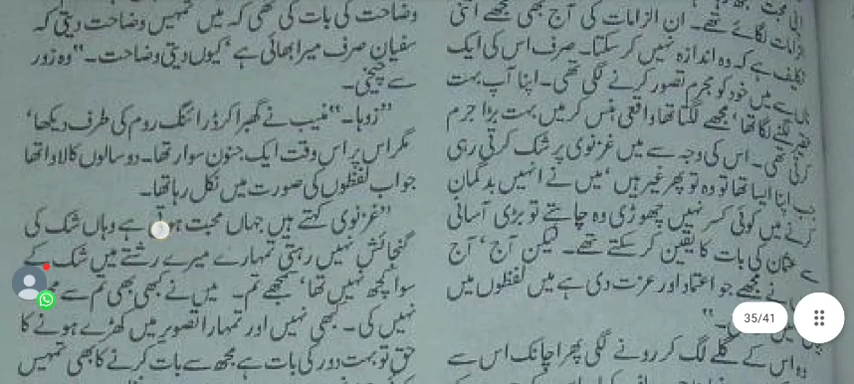 لگائے تھے۔ ان الزامات کی آج بھی مجھے اتنی
تکلیف ہے کہ وہ اندازہ نہیں کر سکتا۔ صرف اس کی ایک
سے میں خود کو مجرم تصور کرنے لگی تھی۔ اپنا آپ بہت
لگنے لگا تھا، مجھے لگتا تھا واقعی ہنس کر میں بہت بڑا جرم
کرتی تھی۔ اس کی وجہ سے میں غزنوی پر شک کرتی رہی
جب اپنا ایسا تھا تو وہ تو پھر غیر ہیں، میں نے انہیں بدگمان
کرنے میں کوئی کسر نہیں چھوڑی وہ چاہتے تو بڑی آسانی
سے عثمان کی بات کا یقین کر سکتے تھے۔ لیکن آج، آج
نے مجھے جو اعتماد اور عزت دی ہے میں لفظوں میں
وہ اس کے گلے لگ کر رونے لگی پھر اچانک اس سے
وضاحت کی بات کی تھی کہ میں تمہیں وضاحت دیتی کہ
سفیان صرف میرا بھائی ہے، کیوں دیتی وضاحت۔" وہ زور
سے چیخی۔
"زوہا۔" منیب نے گھبرا کر ڈرائنگ روم کی طرف دیکھا،
مگر اس پر اس وقت ایک جنون سوار تھا۔ دو سالوں کا لاوا تھا
جو اب لفظوں کی صورت میں نکل رہا تھا۔
"غزنوی کہتے ہیں جہاں محبت ہوتی ہے وہاں شک کی
گنجائش نہیں رہتی تمہارے میرے رشتے میں شک کے
سوا کچھ نہیں تھا، مجھے تم۔ میں نے کبھی بھی تم سے
نہیں کی۔ کبھی نہیں اور تمہارا تصور میں کھڑے ہونے کا
حق تو بہت دور کی بات ہے مجھ سے بات کرنے کا بھی تمہیں
35/41